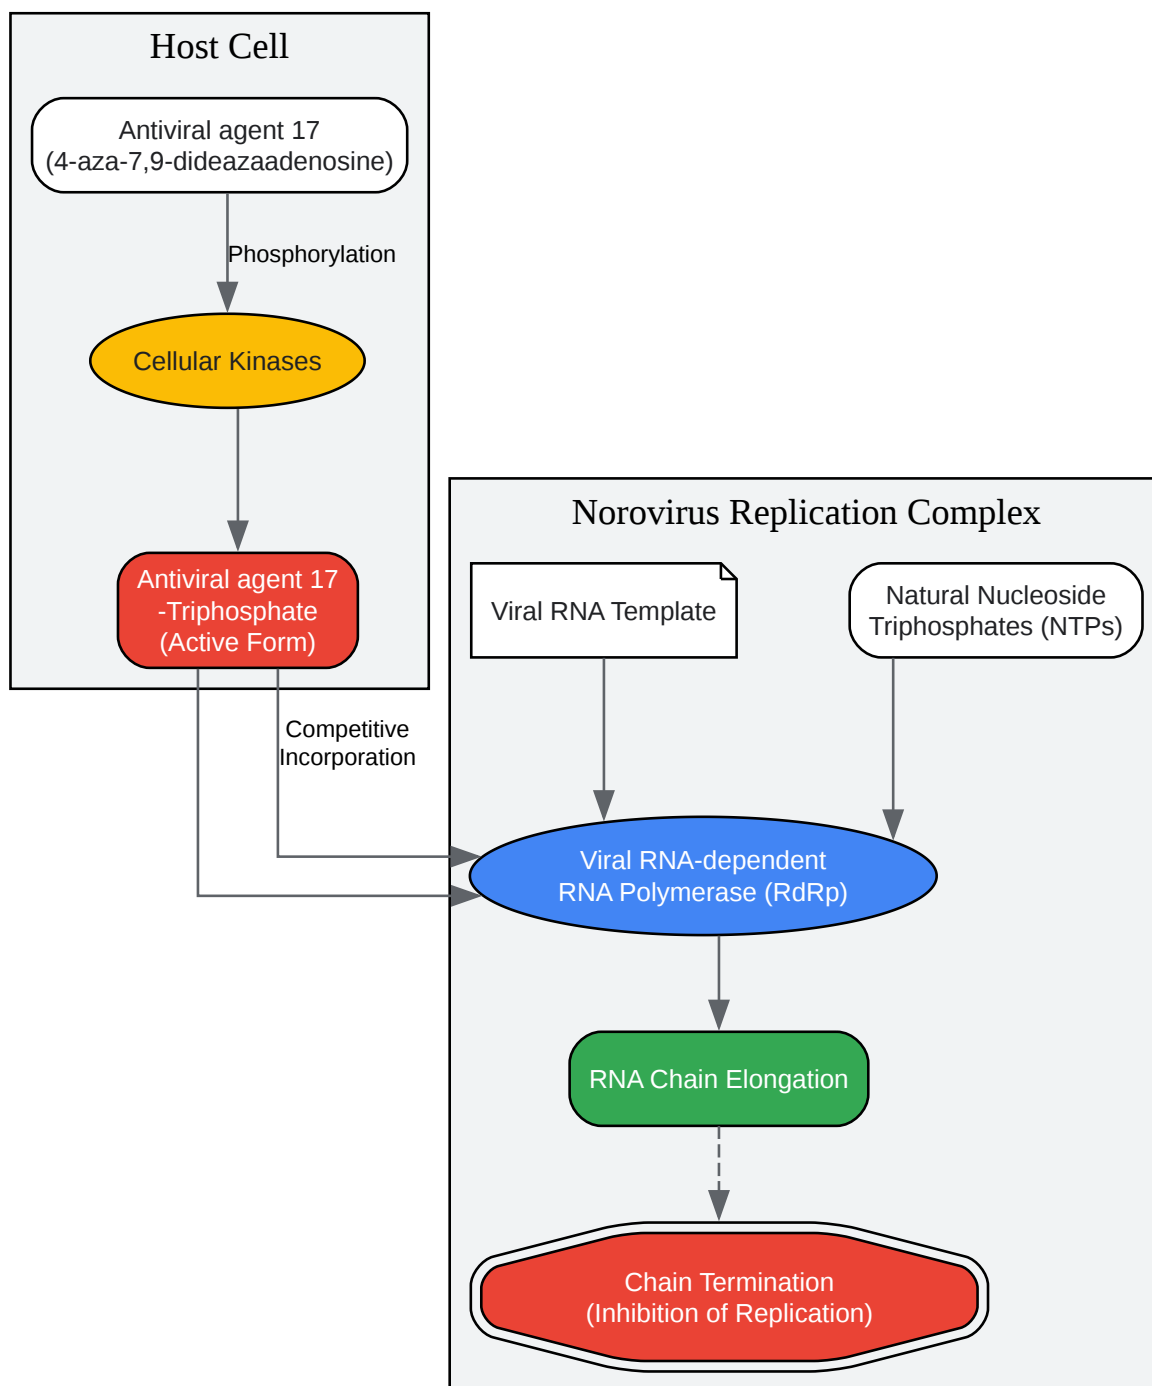 Host Cell
Antiviral agent 17
(4-aza-7,9-dideazaadenosine)
Phosphorylation
Cellular Kinases
Antiviral agent 17
-Triphosphate
(Active Form)
Competitive
Incorporation
Norovirus Replication Complex
Viral RNA Template
Natural Nucleoside
Triphosphates (NTPs)
Viral RNA-dependent
RNA Polymerase (RdRp)
RNA Chain Elongation
Chain Termination
(Inhibition of Replication)